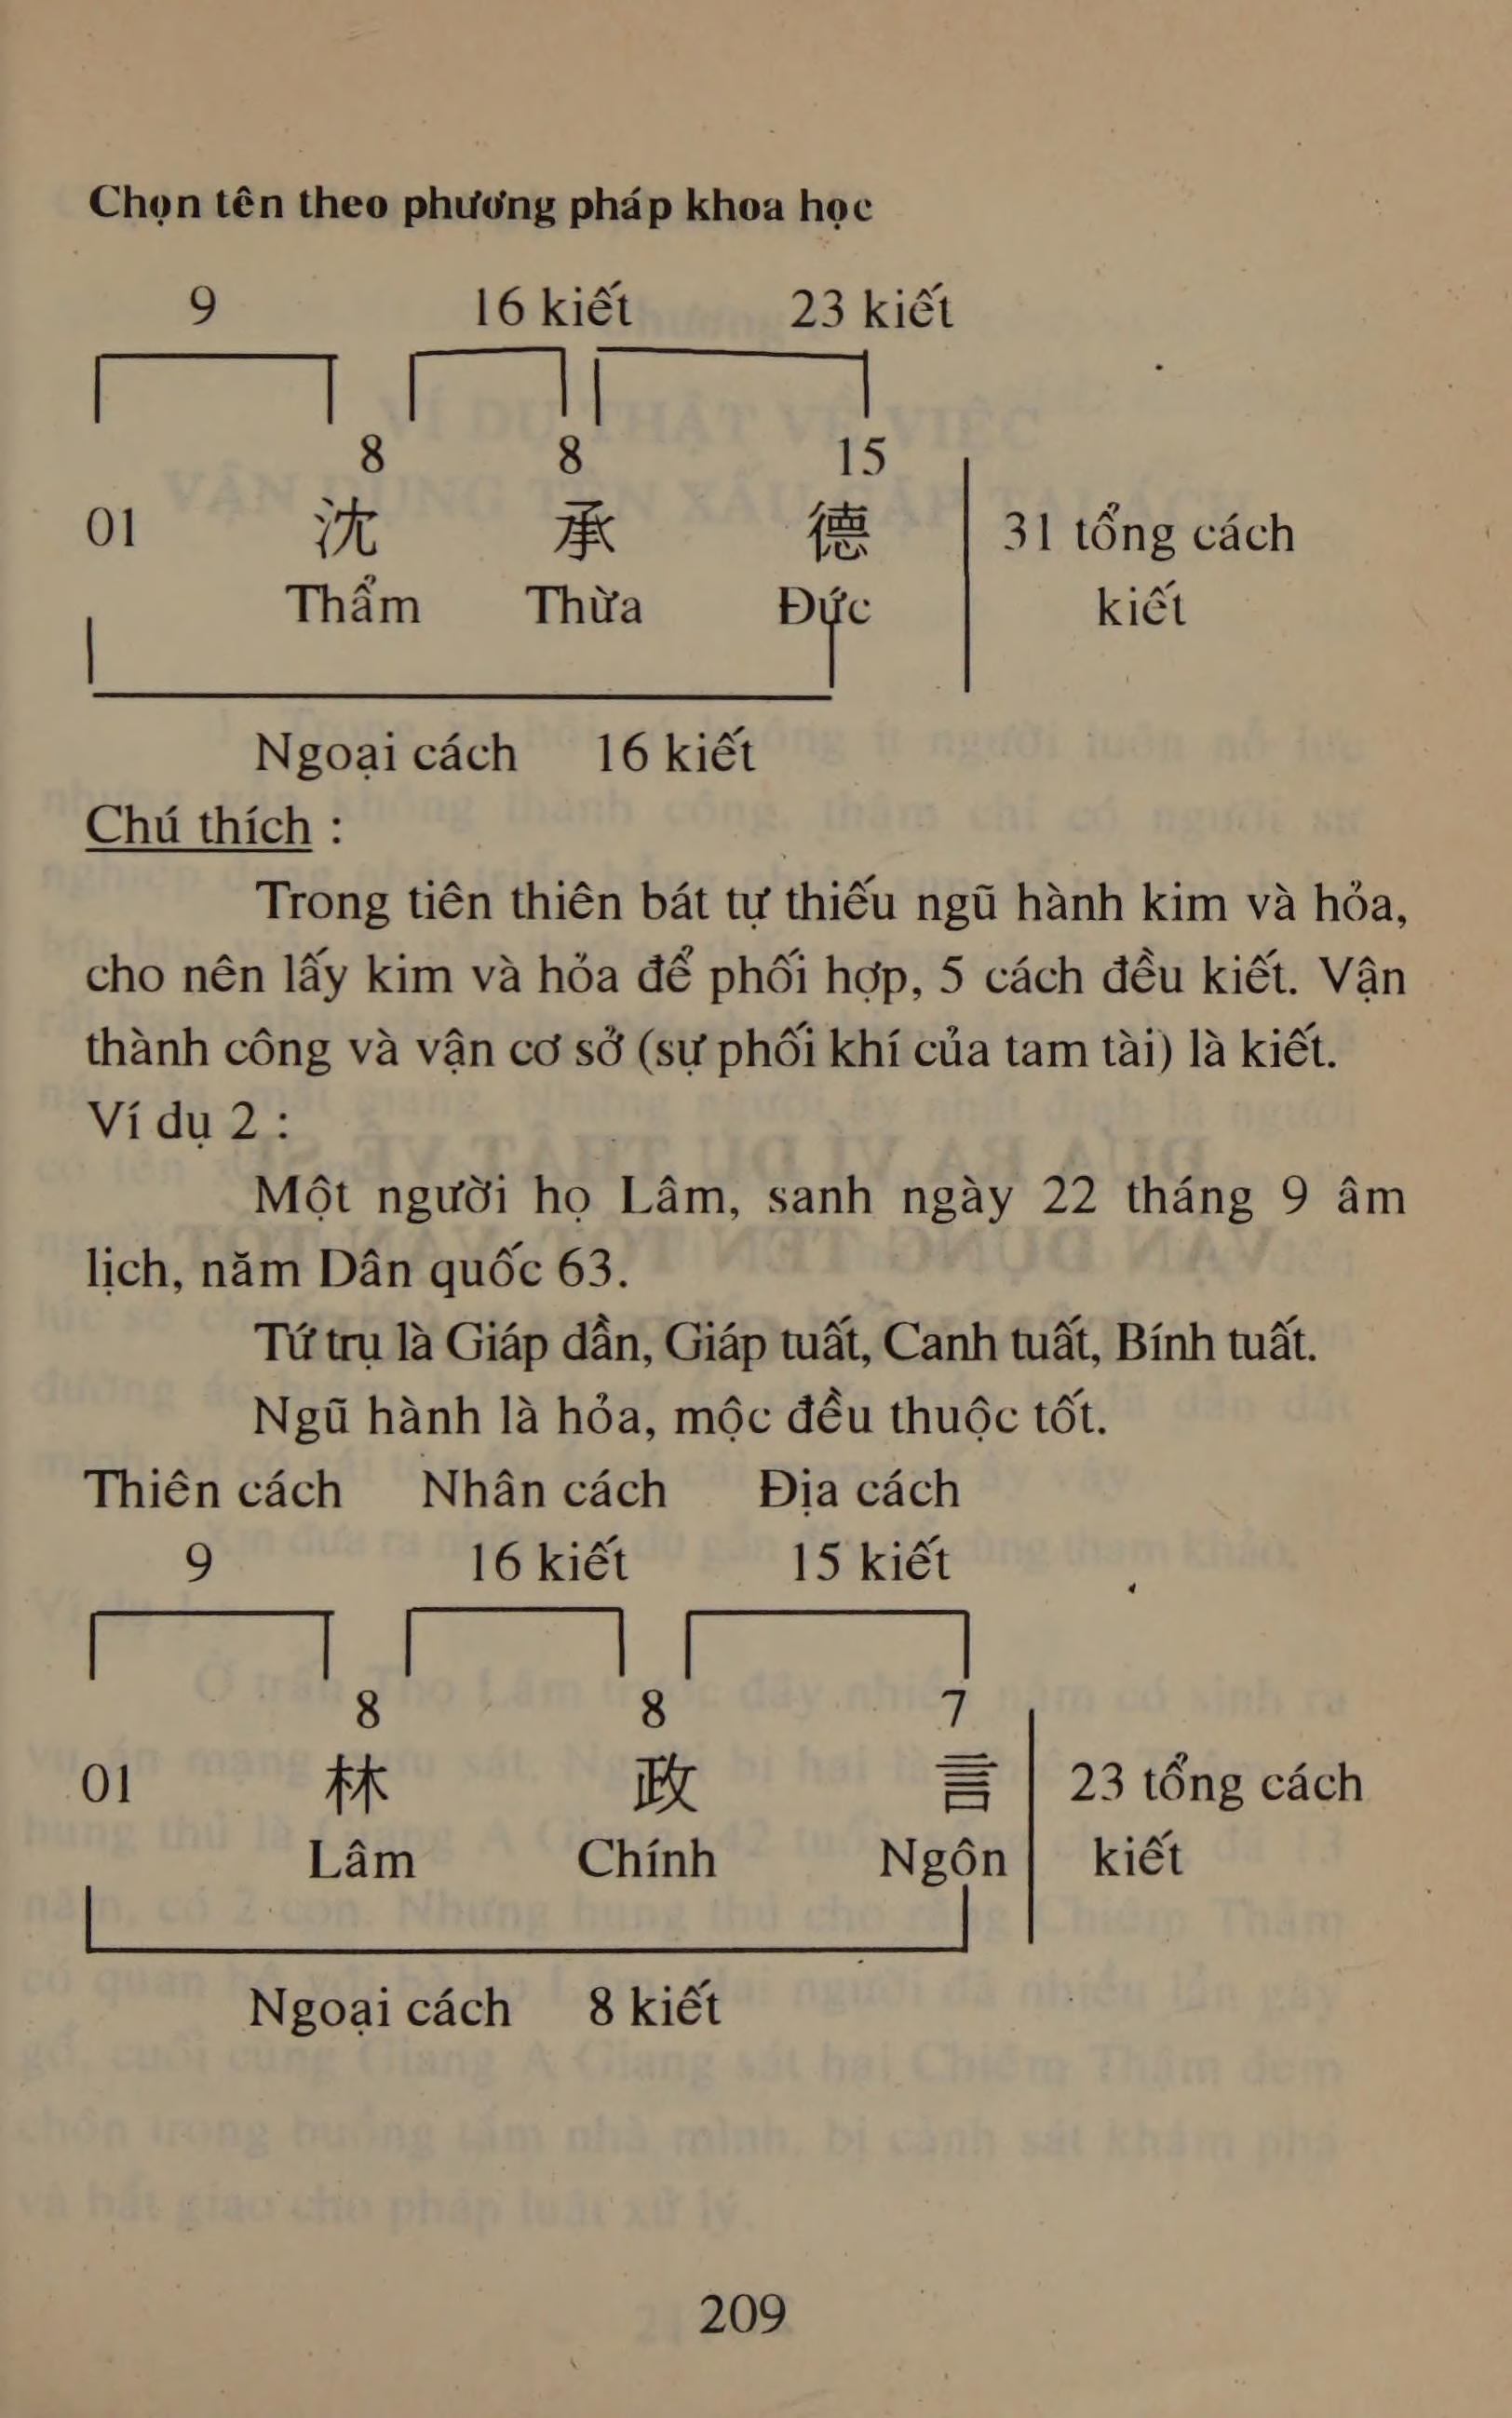 Chọn tên theo phương pháp khoa học
9 16 kiết 23 kiết
8 8 15
01 沈 承 德 31 tổng cách
Thẩm Thừa Đức kiết
Ngoại cách 16 kiết
Chú thích :
Trong tiên thiên bát tự thiếu ngũ hành kim và hỏa,
cho nên lấy kim và hỏa để phối hợp, 5 cách đều kiết. Vận
thành công và vận cơ sở (sự phối khí của tam tài) là kiết.
Ví dụ 2 :
Một người họ Lâm, sanh ngày 22 tháng 9 âm
lịch, năm Dân quốc 63.
Tứ trụ là Giáp dần, Giáp tuất, Canh tuất, Bính tuất.
Ngũ hành là hỏa, mộc đều thuộc tốt.
Thiên cách Nhân cách Địa cách
9 16 kiết 15 kiết
8 8 7
01 林 政 言 23 tổng cách
Lâm Chính Ngôn kiết
Ngoại cách 8 kiết
209